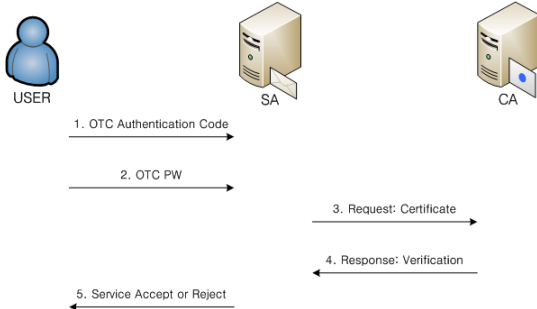 USER
SA
CA
1. OTC Authentication Code
2. OTC PW
3. Request: Certificate
4. Response: Verification
5. Service Accept or Reject